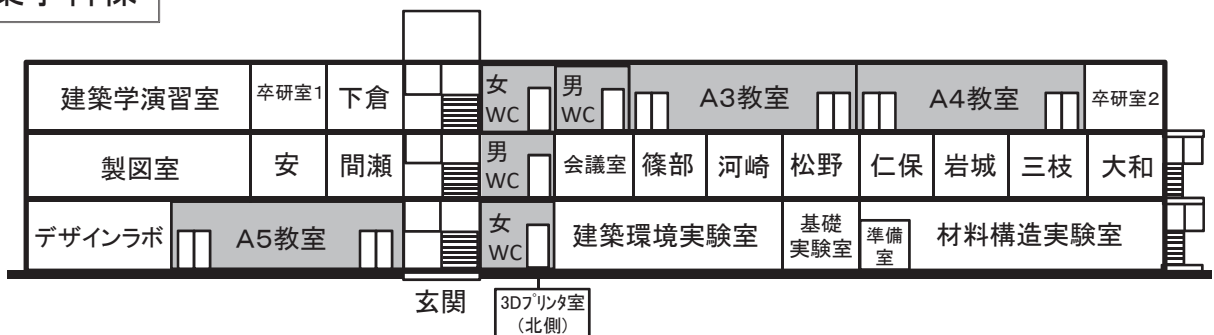 建築学演習室
卒研室1
下倉
女
WC
男
WC
A3教室
A4教室
卒研室2
製図室
安
間瀬
男
WC
会議室
篠部
河崎
松野
仁保
岩城
三枝
大和
デザインラボ
A5教室
女
WC
建築環境実験室
基礎
実験室
準備
室
材料構造実験室
玄関
3Dプリンタ室
(北側)